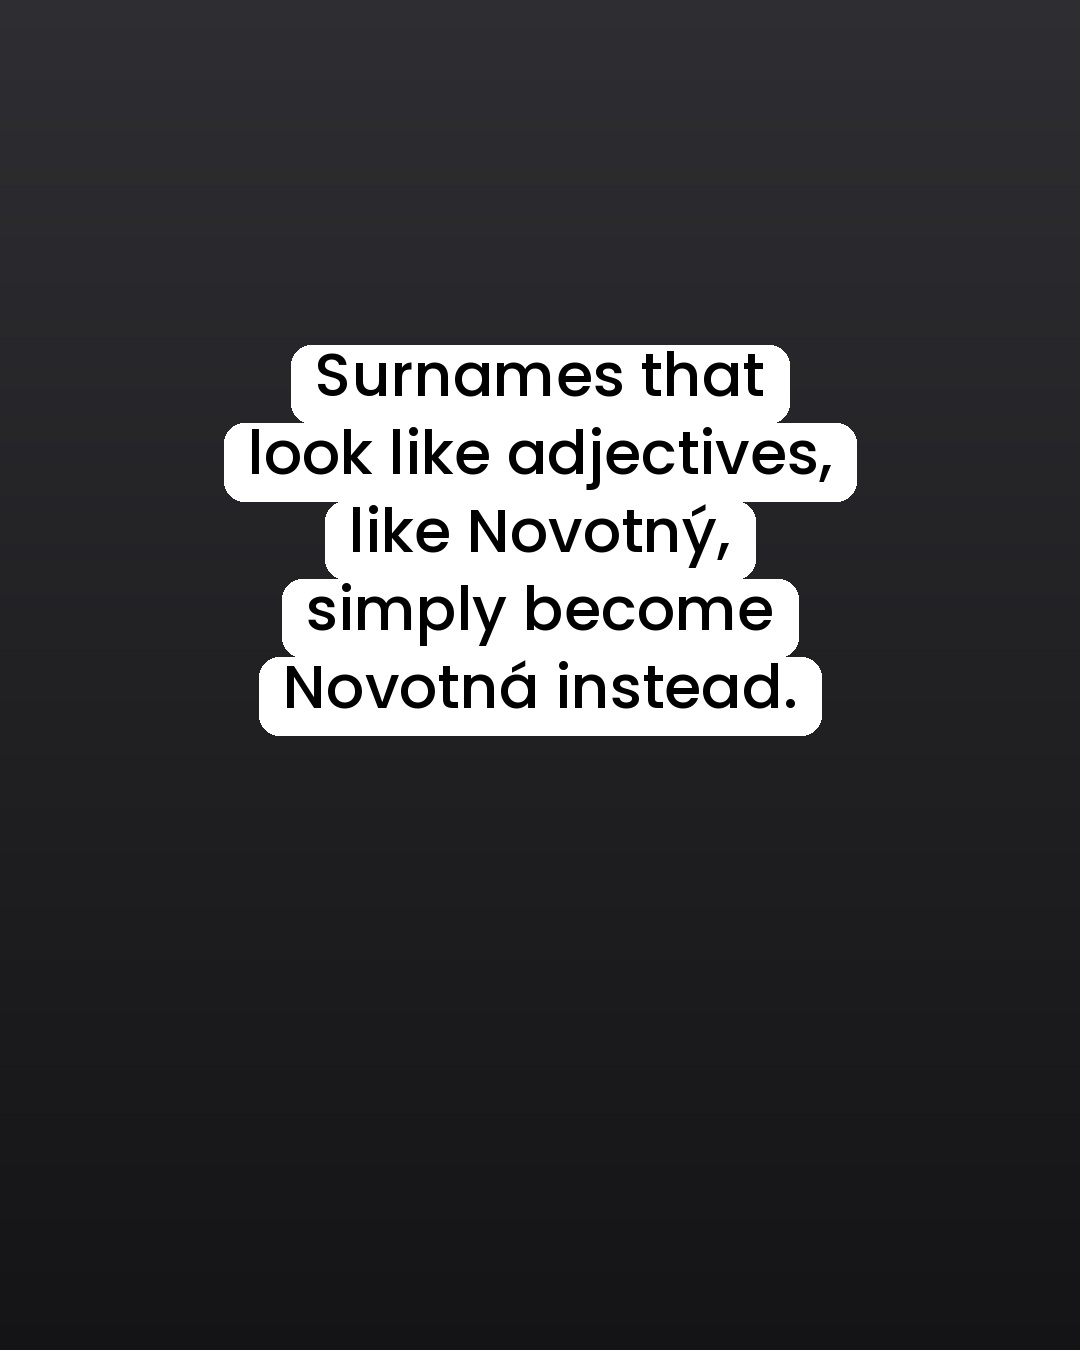 Surnames that
look like adjectives,
like Novotný,
simply become
Novotná instead.